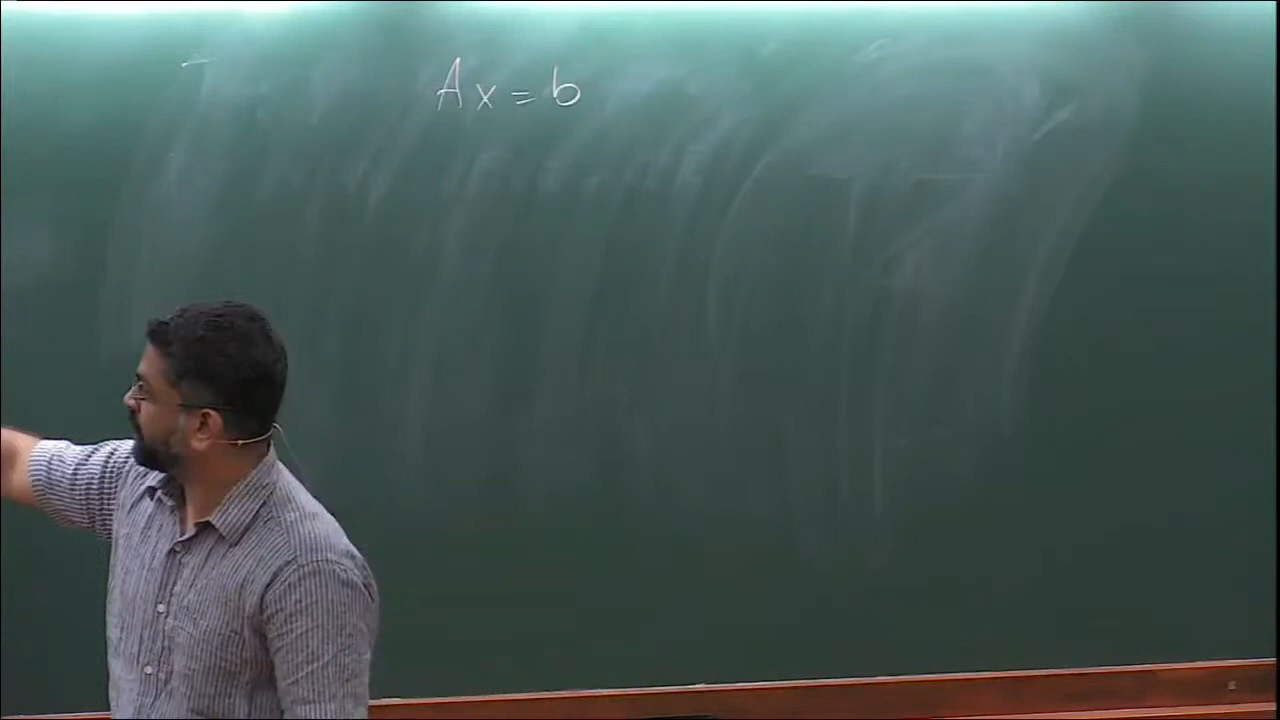 Ax = b